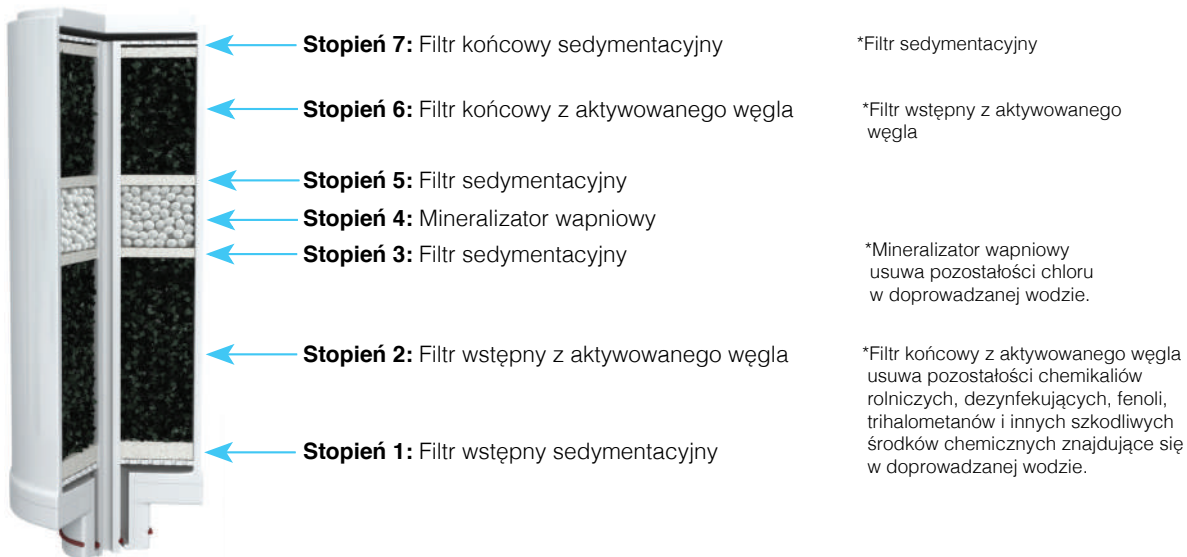 Stopień 7: Filtr końcowy sedymentacyjny
*Filtr sedymentacyjny
Stopień 6: Filtr końcowy z aktywowanego węgla
*Filtr wstępny z aktywowanego
węgla
Stopień 5: Filtr sedymentacyjny
Stopień 4: Mineralizator wapniowy
Stopień 3: Filtr sedymentacyjny
*Mineralizator wapniowy
usuwa pozostałości chloru
w doprowadzanej wodzie.
Stopień 2: Filtr wstępny z aktywowanego węgla
*Filtr końcowy z aktywowanego węgla
usuwa pozostałości chemikaliów
rolniczych, dezynfekujących, fenoli,
trihalometanów i innych szkodliwych
środków chemicznych znajdujące się
w doprowadzanej wodzie.
Stopień 1: Filtr wstępny sedymentacyjny